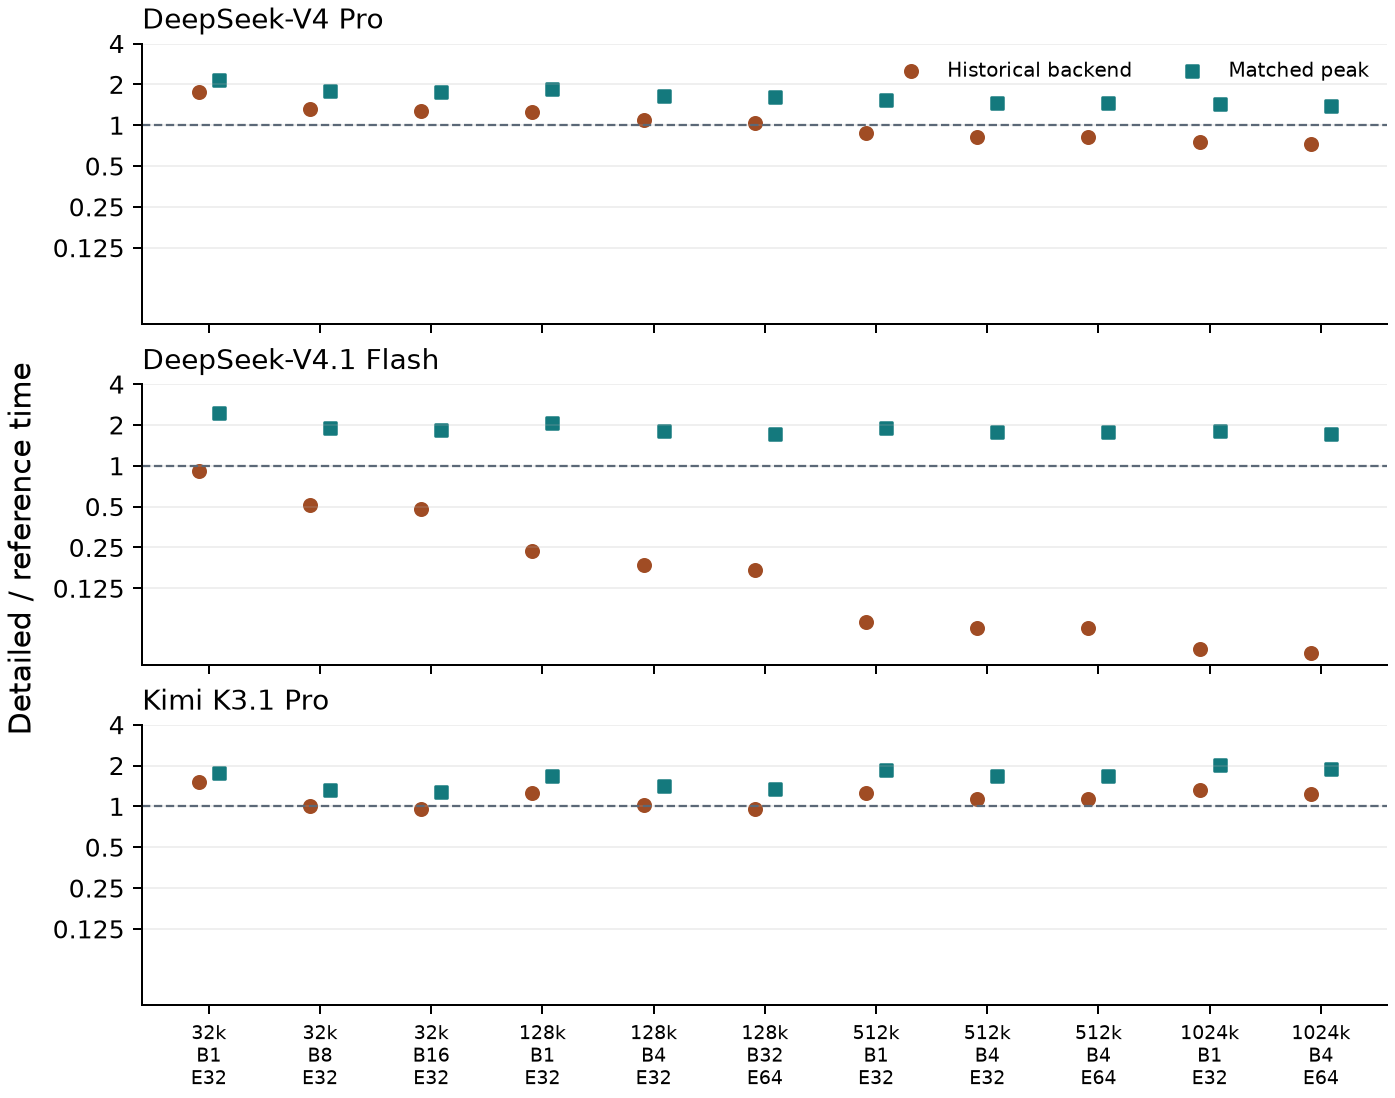 DeepSeek-V4 Pro
4
2
1
0.5
0.25
0.125
Historical backend
Matched peak
DeepSeek-V4.1 Flash
4
2
1
0.5
0.25
0.125
Detailed / reference time
Kimi K3.1 Pro
4
2
1
0.5
0.25
0.125
32k 32k 32k 128k 128k 128k 512k 512k 512k 1024k 1024k
B1 B8 B16 B1 B4 B32 B1 B4 B4 B1 B4
E32 E32 E32 E32 E32 E64 E32 E32 E64 E32 E64